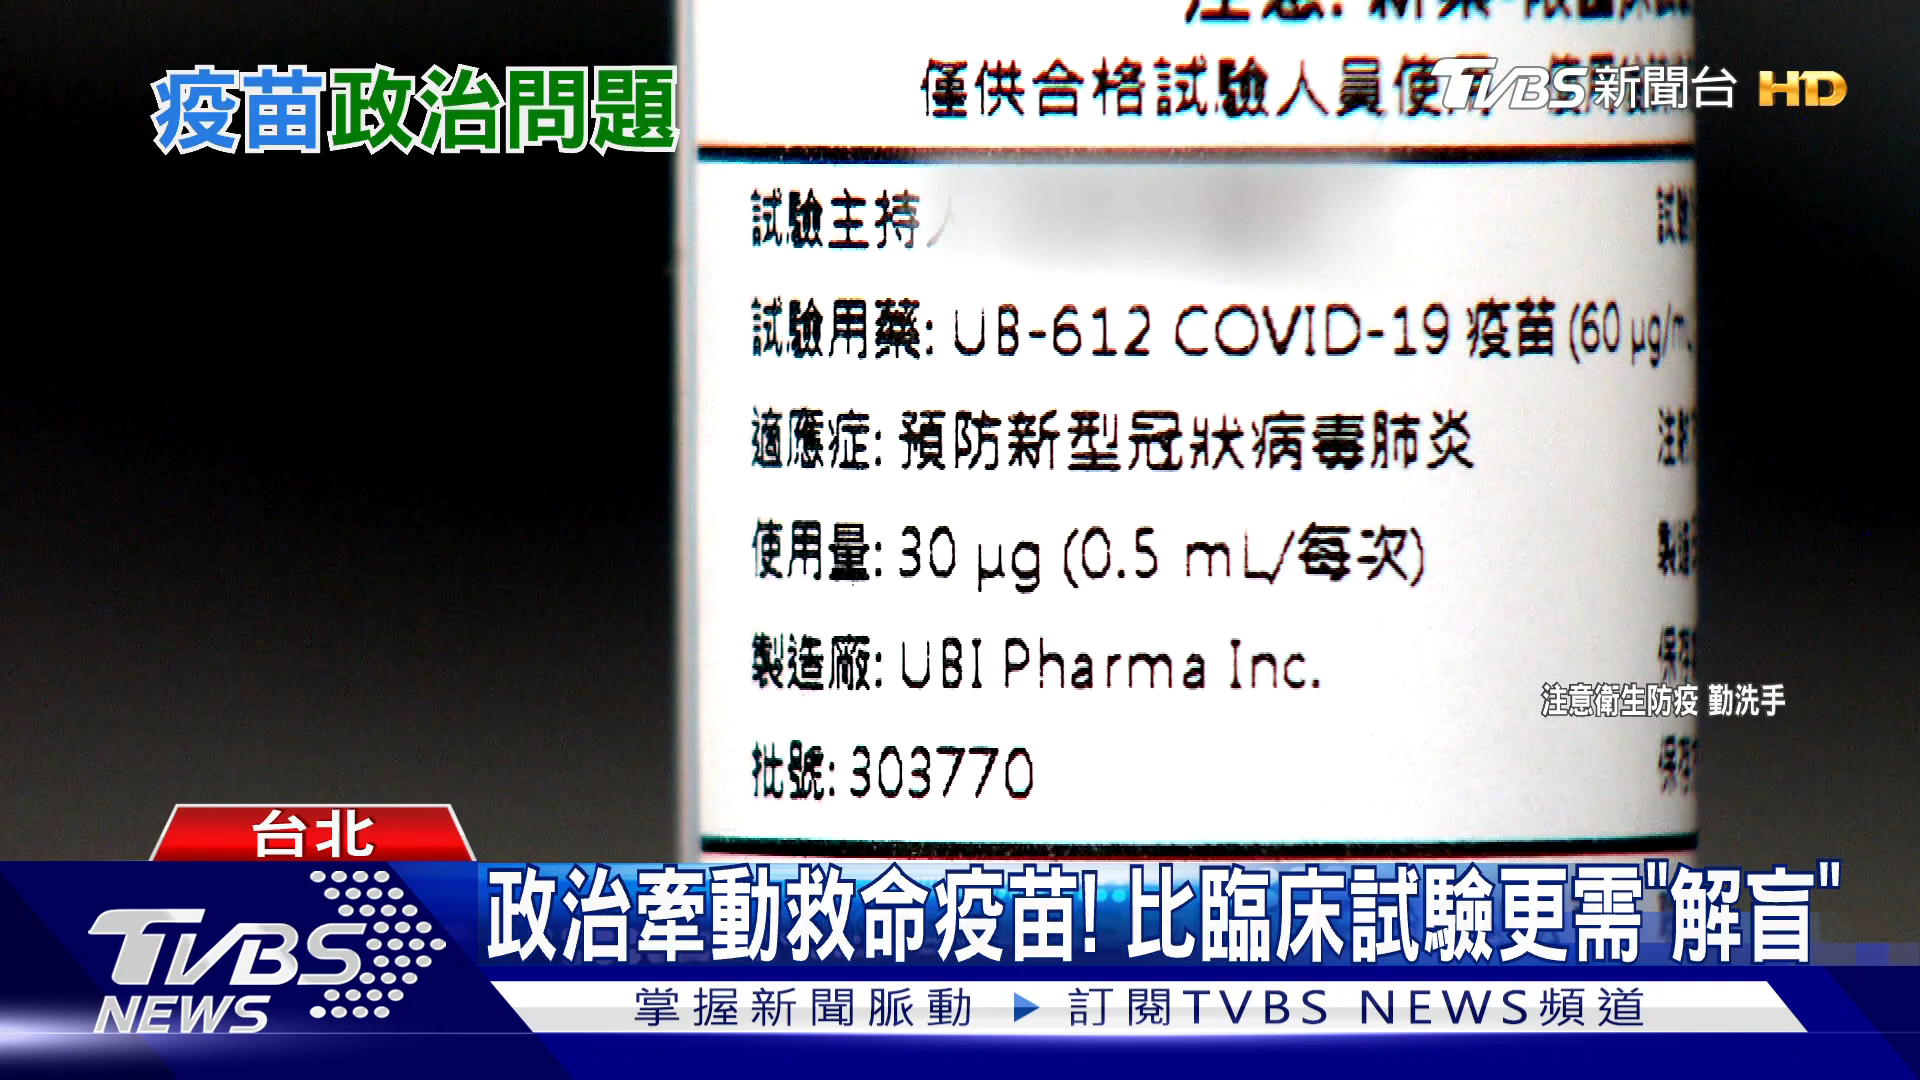 疫苗政治問題
TVBS新聞台 HD
僅供合格試驗人員使用
試驗主持人
試驗用藥: UB-612 COVID-19 疫苗 (60 µg/m
適應症: 預防新型冠狀病毒肺炎
使用量: 30 µg (0.5 mL/每次)
製造廠: UBI Pharma Inc.
批號: 303770
注意衛生防疫 勤洗手
台北
政治牽動救命疫苗! 比臨床試驗更需"解盲"
TVBS NEWS
掌握新聞脈動 ▶ 訂閱TVBS NEWS頻道